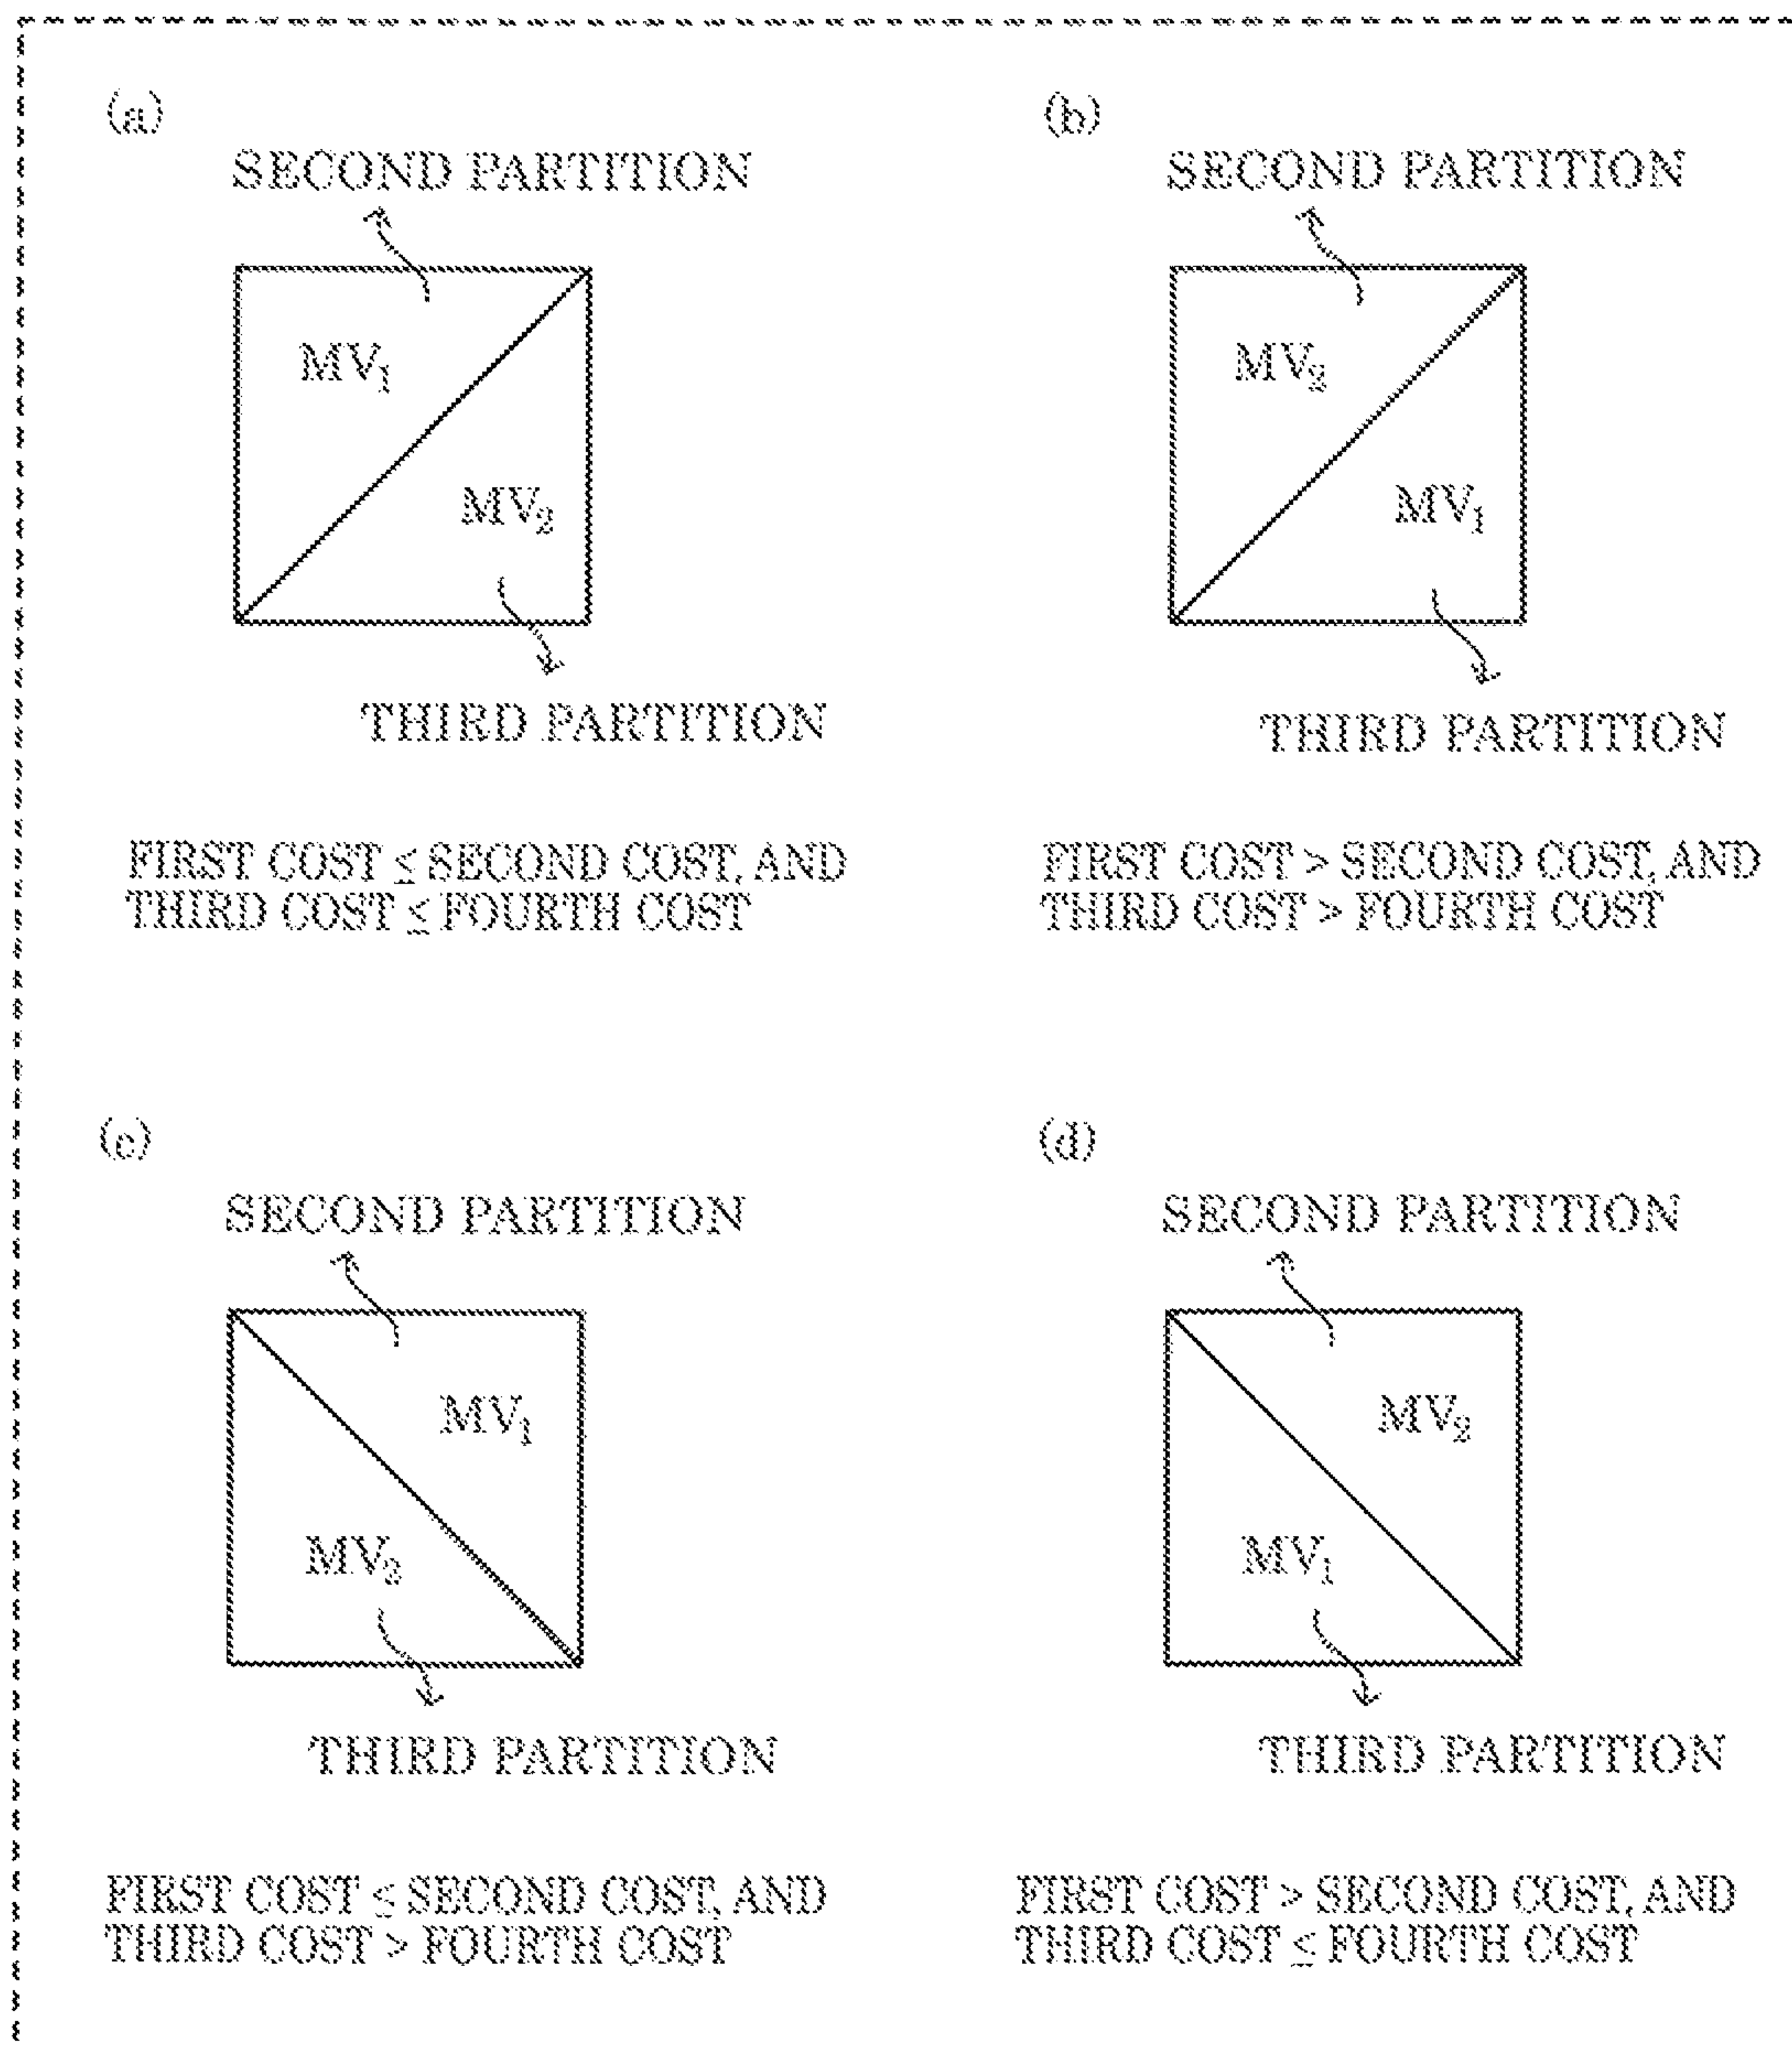 (a)
SECOND PARTITION
MV₁
MV₂
THIRD PARTITION
FIRST COST ≤ SECOND COST, AND
THIRD COST ≤ FOURTH COST
(b)
SECOND PARTITION
MV₂
MV₁
THIRD PARTITION
FIRST COST > SECOND COST, AND
THIRD COST > FOURTH COST
(c)
SECOND PARTITION
MV₁
MV₂
THIRD PARTITION
FIRST COST ≤ SECOND COST, AND
THIRD COST > FOURTH COST
(d)
SECOND PARTITION
MV₂
MV₁
THIRD PARTITION
FIRST COST > SECOND COST, AND
THIRD COST ≤ FOURTH COST